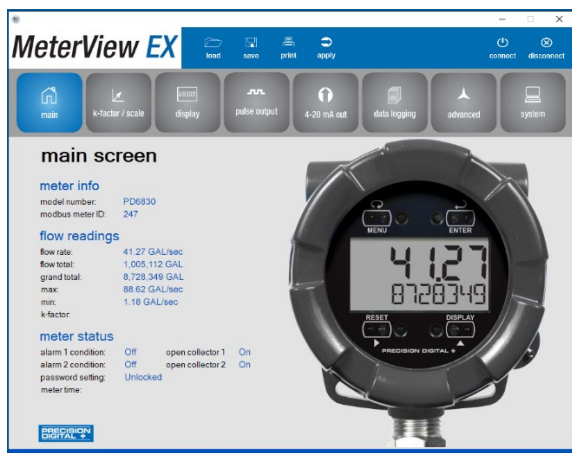 MeterView EX
load save print apply connect disconnect
main k-factor / scale display pulse output 4-20 mA out data logging advanced system
main screen
meter info
model number: PD6830
modbus meter ID: 247
flow readings
flow rate: 41.27 GAL/sec
flow total: 1,005,112 GAL
grand total: 8,728,349 GAL
max: 88.62 GAL/sec
min: 1.18 GAL/sec
k-factor:
meter status
alarm 1 condition: Off open collector 1 On
alarm 2 condition: Off open collector 2 On
password setting: Unlocked
meter time:
PRECISION
DIGITAL +
MENU ENTER
41.27
8728349
RESET DISPLAY
PRECISION DIGITAL +